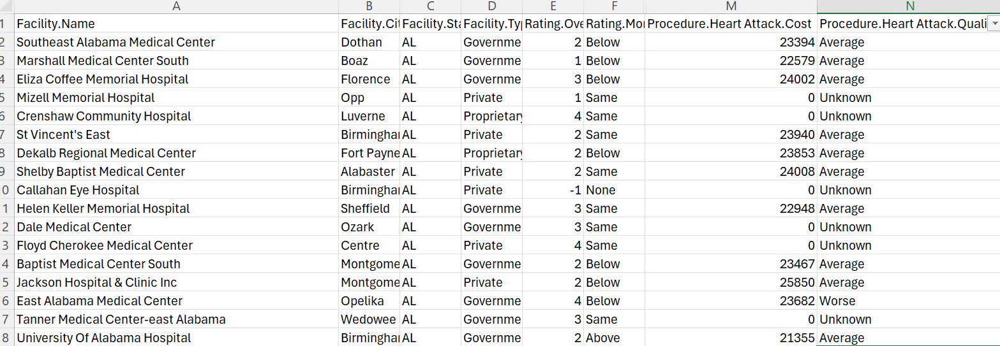 A B C D E F M N
1 Facility.Name Facility.Cit Facility.Sta Facility.Typ Rating.Ove Rating.Mor Procedure.Heart Attack.Cost Procedure.Heart Attack.Quali
2 Southeast Alabama Medical Center Dothan AL Governme 2 Below 23394 Average
3 Marshall Medical Center South Boaz AL Governme 1 Below 22579 Average
4 Eliza Coffee Memorial Hospital Florence AL Governme 3 Below 24002 Average
5 Mizell Memorial Hospital Opp AL Private 1 Same 0 Unknown
6 Crenshaw Community Hospital Luverne AL Proprietary 4 Same 0 Unknown
7 St Vincent's East Birmingha AL Private 2 Same 23940 Average
8 Dekalb Regional Medical Center Fort Payne AL Proprietary 2 Below 23853 Average
9 Shelby Baptist Medical Center Alabaster AL Private 2 Same 24008 Average
0 Callahan Eye Hospital Birmingha AL Private -1 None 0 Unknown
1 Helen Keller Memorial Hospital Sheffield AL Governme 3 Same 22948 Average
2 Dale Medical Center Ozark AL Governme 3 Same 0 Unknown
3 Floyd Cherokee Medical Center Centre AL Private 4 Same 0 Unknown
4 Baptist Medical Center South Montgome AL Governme 2 Below 23467 Average
5 Jackson Hospital & Clinic Inc Montgome AL Private 2 Below 25850 Average
6 East Alabama Medical Center Opelika AL Governme 4 Below 23682 Worse
7 Tanner Medical Center-east Alabama Wedowee AL Governme 3 Same 0 Unknown
8 University Of Alabama Hospital Birmingha AL Governme 2 Above 21355 Average